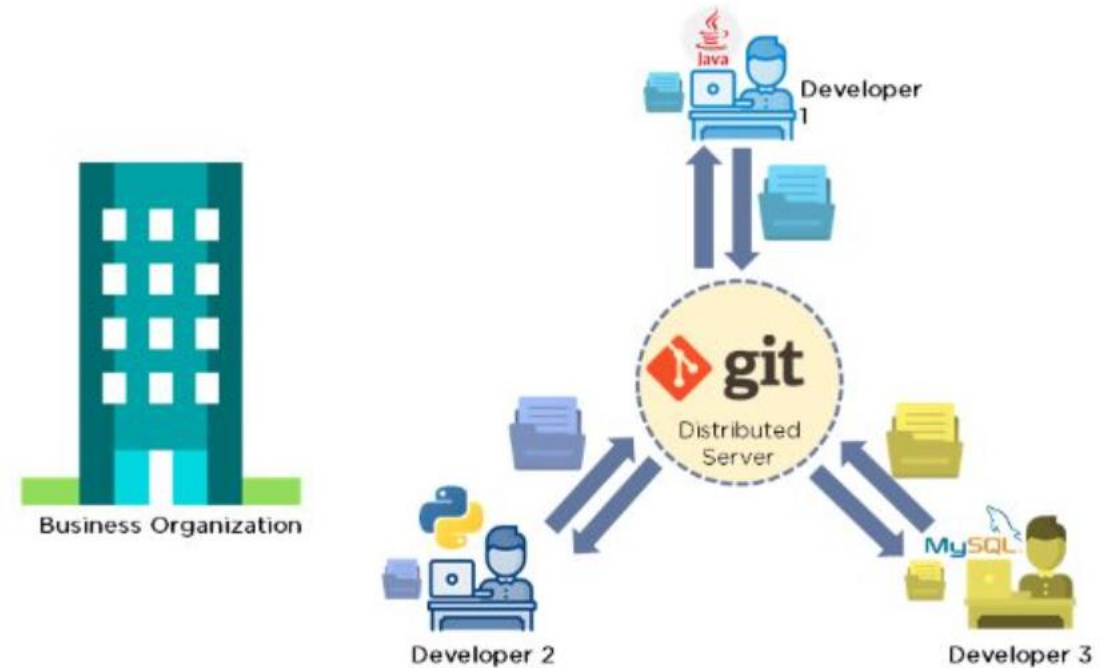 Java
Developer
1
git
Distributed
Server
Business Organization
MySQL
Developer 2
Developer 3